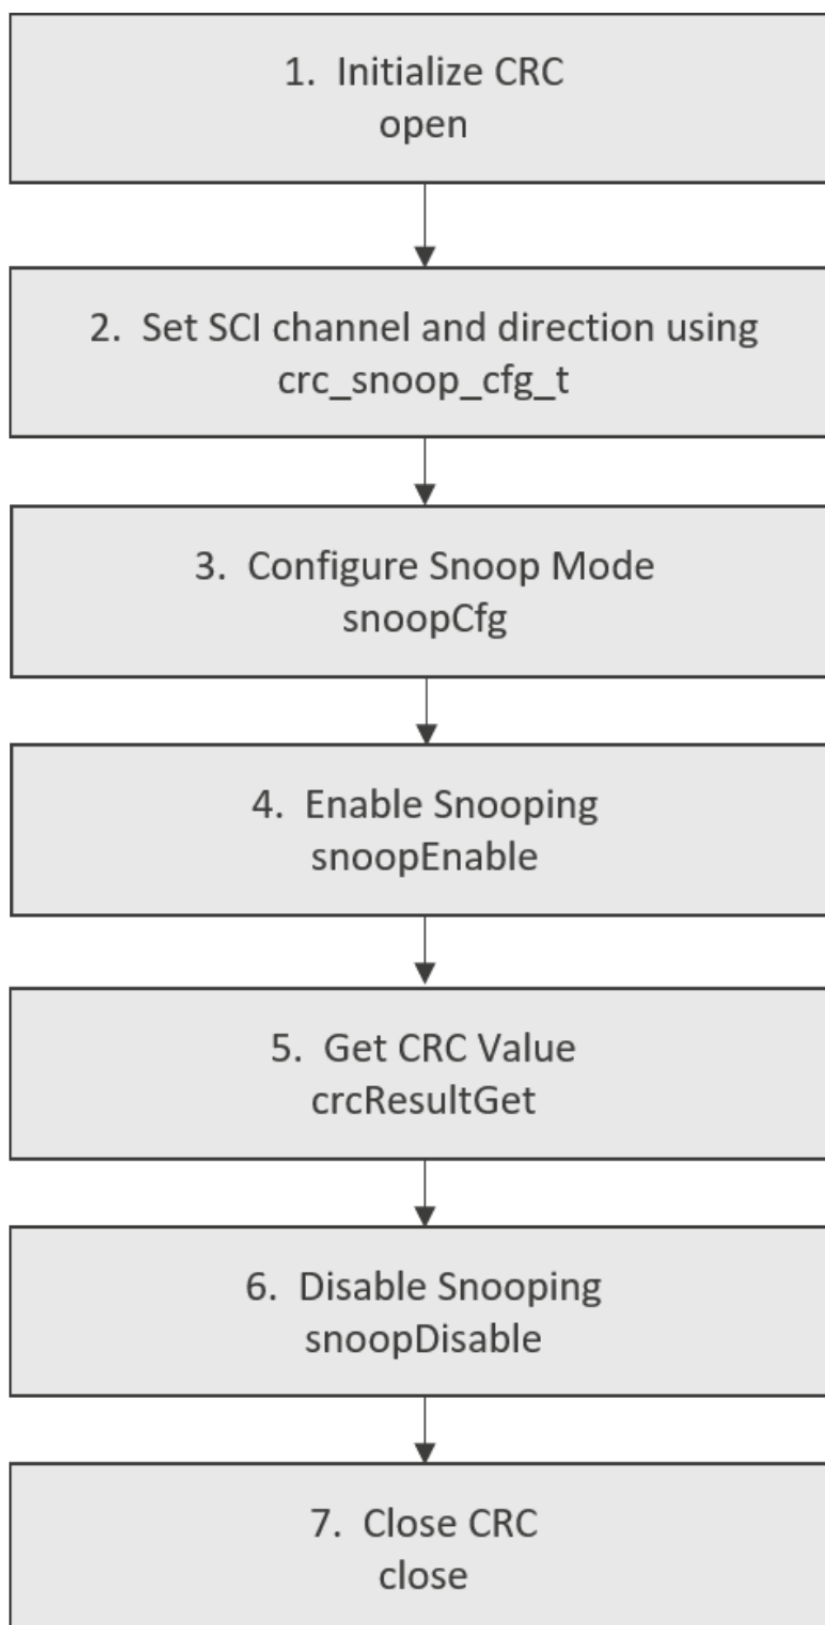 1. Initialize CRC
open
2. Set SCI channel and direction using
crc_snoop_cfg_t
3. Configure Snoop Mode
snoopCfg
4. Enable Snooping
snoopEnable
5. Get CRC Value
crcResultGet
6. Disable Snooping
snoopDisable
7. Close CRC
close